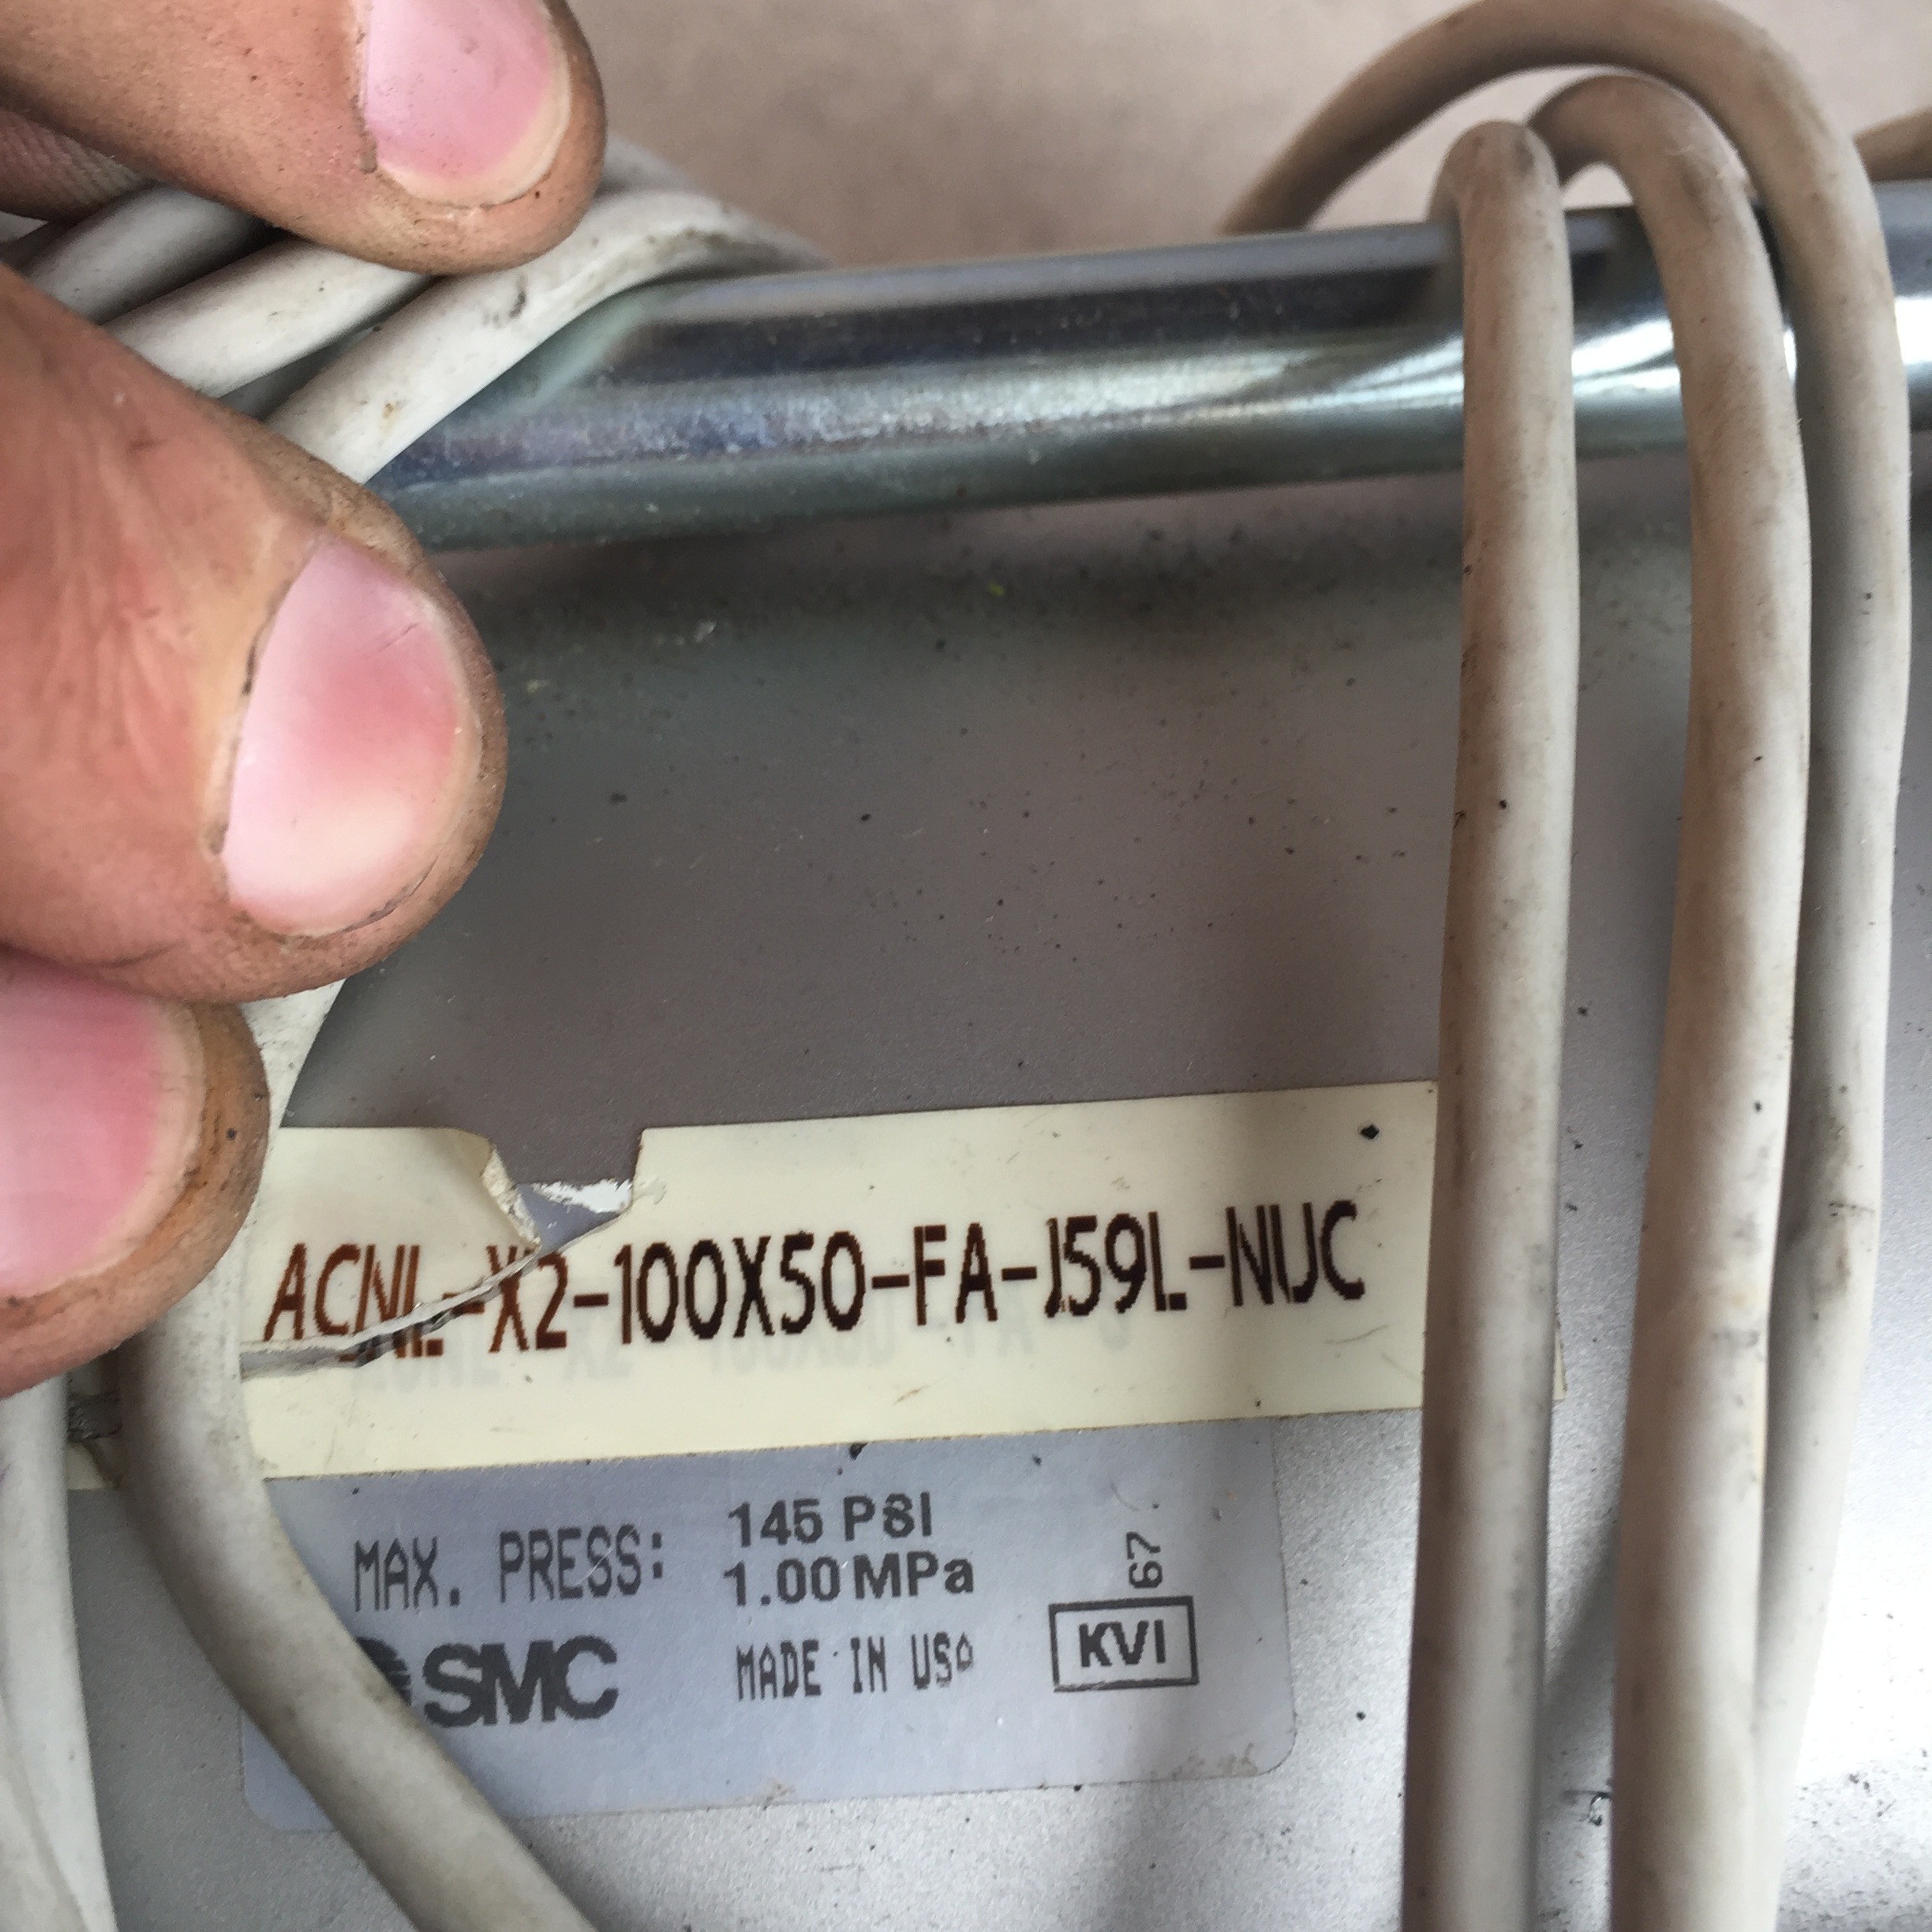 ACNL-X2-100X50-FA-J59L-NUC
MAX. PRESS: 145 PSI
1.00 MPa
67
SMC MADE IN USA KVI